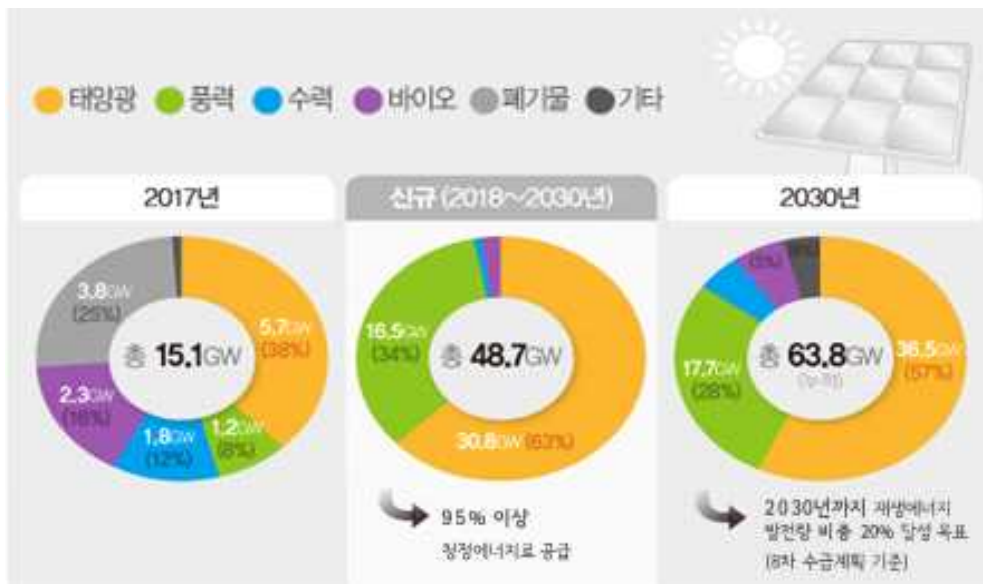 태양광 풍력 수력 바이오 폐기물 기타
2017년
신규 (2018~2030년)
2030년
3.8GW
(25%)
5.7GW
(38%)
총 15.1GW
2.3GW
(16%)
1.8GW
(12%)
1.2GW
(8%)
16.5GW
(34%)
총 48.7GW
30.8GW (63%)
95% 이상
청정에너지로 공급
17.7GW
(28%)
총 63.8GW
(누적)
36.5GW
(57%)
2030년까지 재생에너지
발전량 비중 20% 달성 목표
(8차 수급계획 기준)